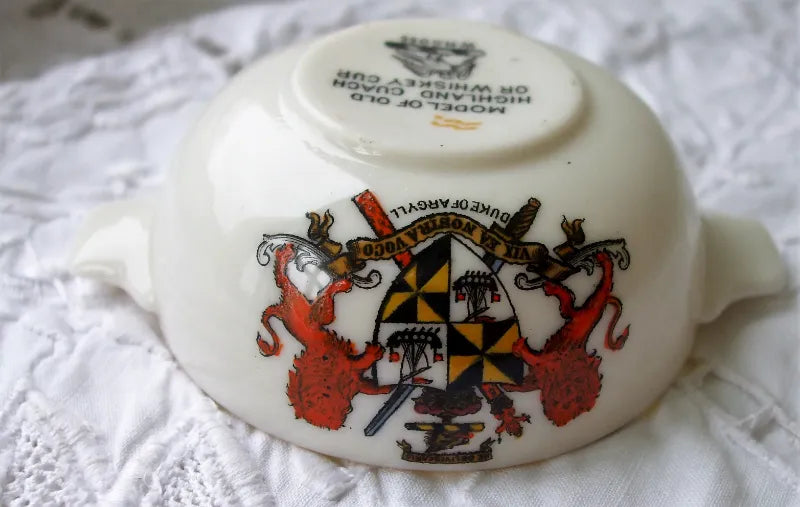 MODEL OF OLD
HIGHLAND CUACH
OR WHISKEY CUP
VIX EA NOSTRA VOCO
DUKE OF ARGYLL